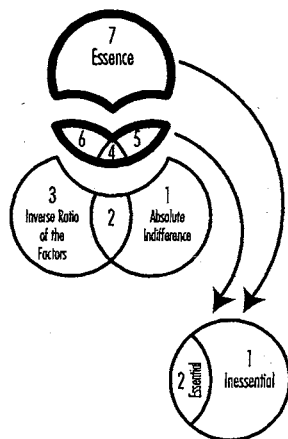 7
Essence
6
5
4
3
Inverse Ratio
of the
Factors
2
1
Absolute
Indifference
2
Essential
1
Inessential